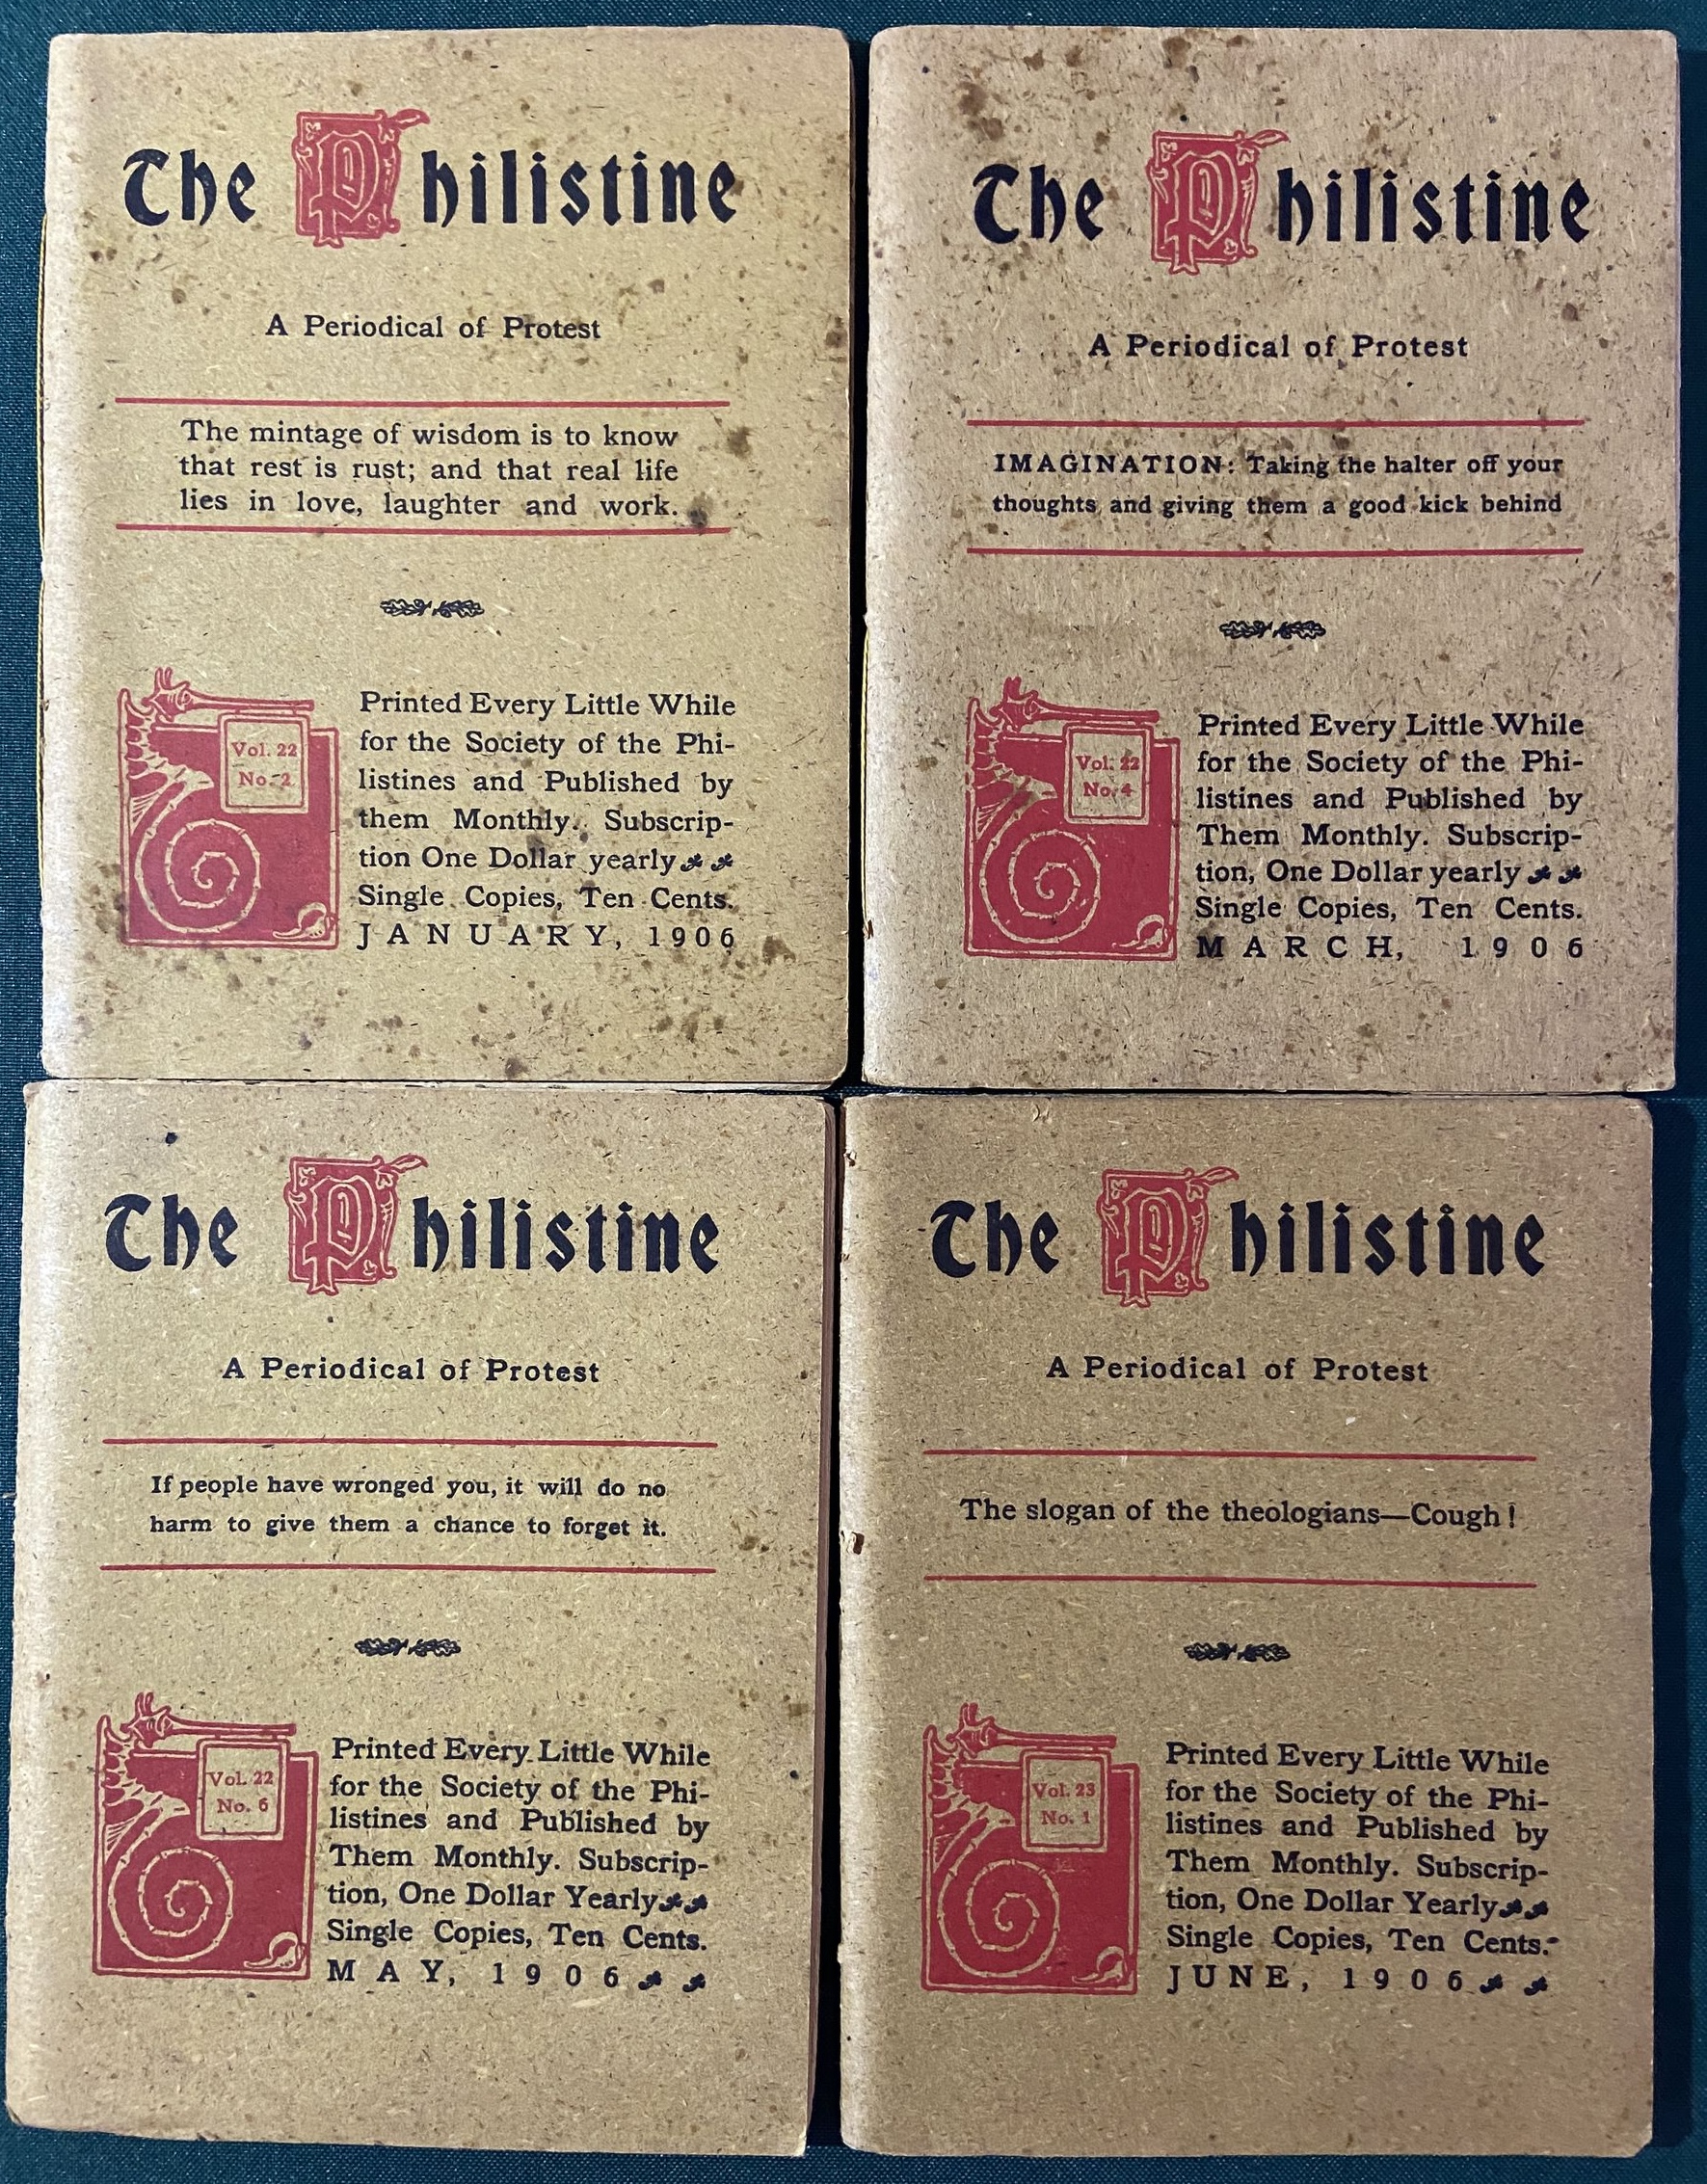 The Philistine
A Periodical of Protest
The mintage of wisdom is to know
that rest is rust; and that real life
lies in love, laughter and work.
Vol. 22
No. 2
Printed Every Little While
for the Society of the Phi-
listines and Published by
them Monthly. Subscrip-
tion One Dollar yearly
Single Copies, Ten Cents.
JANUARY, 1906
The Philistine
A Periodical of Protest
IMAGINATION: Taking the halter off your
thoughts and giving them a good kick behind
Vol. 22
No. 4
Printed Every Little While
for the Society of the Phi-
listines and Published by
Them Monthly. Subscrip-
tion, One Dollar yearly
Single Copies, Ten Cents.
MARCH, 1906
The Philistine
A Periodical of Protest
If people have wronged you, it will do no
harm to give them a chance to forget it.
Vol. 22
No. 6
Printed Every Little While
for the Society of the Phi-
listines and Published by
Them Monthly. Subscrip-
tion, One Dollar Yearly
Single Copies, Ten Cents.
MAY, 1906
The Philistine
A Periodical of Protest
The slogan of the theologians—Cough!
Vol. 23
No. 1
Printed Every Little While
for the Society of the Phi-
listines and Published by
Them Monthly. Subscrip-
tion, One Dollar Yearly
Single Copies, Ten Cents.
JUNE, 1906